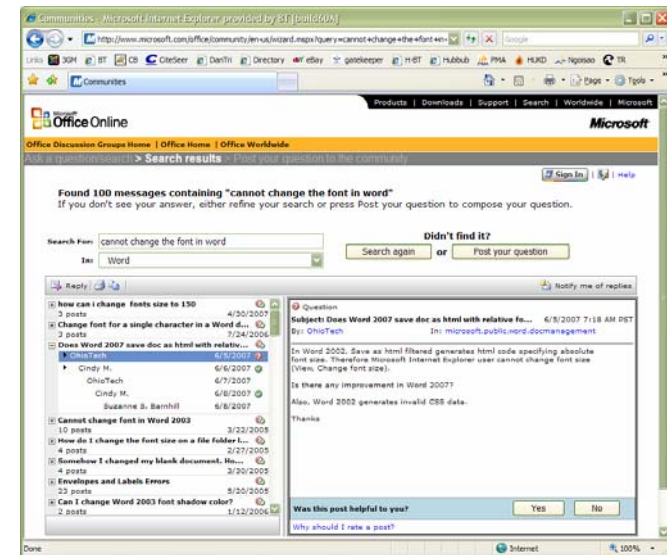 Communities - Microsoft Internet Explorer provided by BT [build60A]
http://www.microsoft.com/office/community/en-us/wizard.mspx?query=cannot+change+the+font+in+
Google
Links 3GM BT CB CiteSeer DanTri Directory eBay gatekeeper H-BT Hubbub PMA HUKD Ngonsao TR
Communities
Page Tools
Products | Downloads | Support | Search | Worldwide | Microsoft
Microsoft
Office Online
Microsoft
Office Discussion Groups Home | Office Home | Office Worldwide
Ask a question/search > Search results > Post your question to the community
Sign In | Help
Found 100 messages containing "cannot change the font in word"
If you don't see your answer, either refine your search or press Post your question to compose your question.
Didn't find it?
Search For: cannot change the font in word
Search again or Post your question
In: Word
Reply
Notify me of replies
how can i change fonts size to 150
3 posts 4/30/2007
Change font for a single character in a Word d...
3 posts 7/24/2006
Does Word 2007 save doc as html with relativ...
OhioTech 6/5/2007
Cindy M. 6/6/2007
OhioTech 6/7/2007
Cindy M. 6/8/2007
Suzanne S. Barnhill 6/8/2007
Cannot change font in Word 2003
10 posts 3/22/2005
How do I change the font size on a file folder l...
4 posts 2/27/2005
Somehow I changed my blank document. Ho...
4 posts 3/30/2005
Envelopes and Labels Errors
23 posts 5/20/2005
Can I change Word 2003 font shadow color?
2 posts 1/12/2006
Question
Subject: Does Word 2007 save doc as html with relative fo... 6/5/2007 7:18 AM PST
By: OhioTech In: microsoft.public.word.docmanagement
In Word 2002, Save as html filtered generates html code specifying absolute
font size. Therefore Microsoft Internet Explorer user cannot change font size
(View, Change font size).
Is there any improvement in Word 2007?
Also, Word 2002 generates invalid CSS data.
Thanks
Was this post helpful to you? Yes No
Why should I rate a post?
Done
Internet
100%